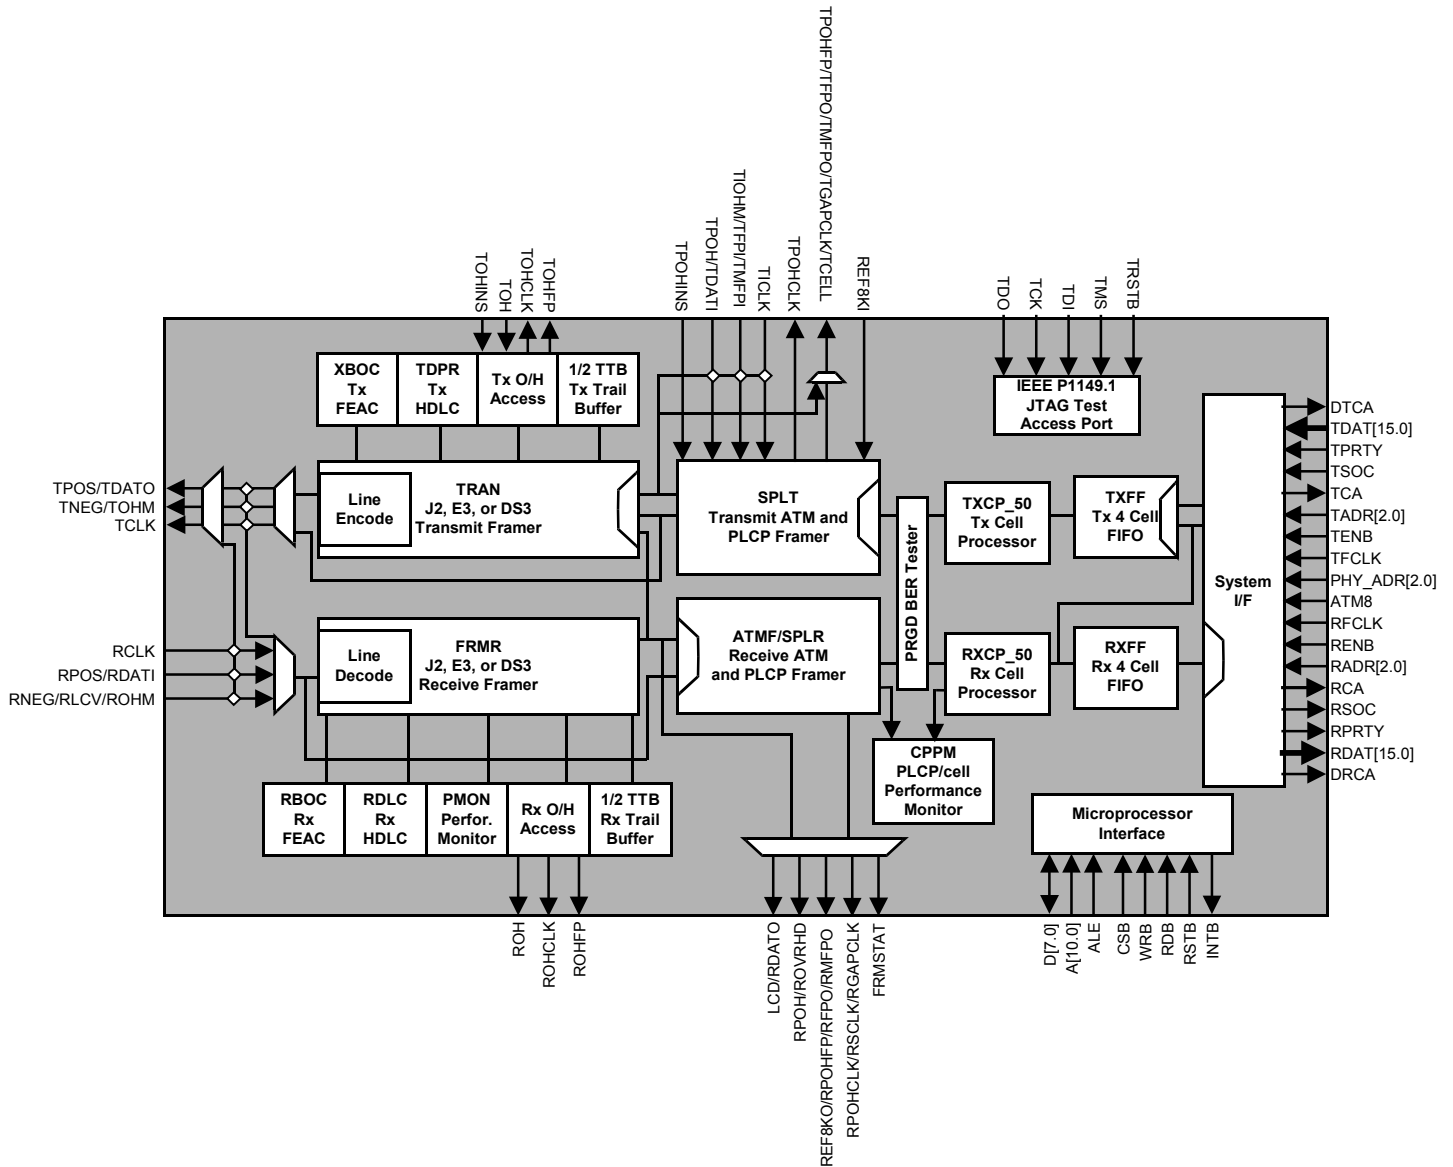 TPOHFP/TFPO/TMFPO/TGAPCLK/TCELL
TIOHM/TFPI/TMFPI
TPOH/TDATI
TPOHINS
TICLK
TPOHCLK
REF8KI
TOHINS
TOH
TOHCLK
TOHFP
TDO
TCK
TDI
TMS
TRSTB
XBOC
Tx
FEAC
TDPR
Tx
HDLC
Tx O/H
Access
1/2 TTB
Tx Trail
Buffer
IEEE P1149.1
JTAG Test
Access Port
TPOS/TDATO
TNEG/TOHM
TCLK
Line
Encode
TRAN
J2, E3, or DS3
Transmit Framer
SPLT
Transmit ATM and
PLCP Framer
PRGD BER Tester
TXCP_50
Tx Cell
Processor
TXFF
Tx 4 Cell
FIFO
System
I/F
DTCA
TDAT[15.0]
TPRTY
TSOC
TCA
TADR[2.0]
TENB
TFCLK
PHY_ADR[2.0]
ATM8
RFCLK
RENB
RADR[2.0]
RCA
RSOC
RPRTY
RDAT[15.0]
DRCA
RCLK
RPOS/RDATI
RNEG/RLCV/ROHM
Line
Decode
FRMR
J2, E3, or DS3
Receive Framer
ATMF/SPLR
Receive ATM
and PLCP Framer
RXCP_50
Rx Cell
Processor
RXFF
Rx 4 Cell
FIFO
CPPM
PLCP/cell
Performance
Monitor
RBOC
Rx
FEAC
RDLC
Rx
HDLC
PMON
Perfor.
Monitor
Rx O/H
Access
1/2 TTB
Rx Trail
Buffer
Microprocessor
Interface
ROH
ROHCLK
ROHFP
LCD/RDATO
RPOH/ROVRHD
REF8KO/RPOHFP/RFPO/RMFPO
RPOHCLK/RSCLK/RGAPCLK
FRMSTAT
D[7.0]
A[10.0]
ALE
CSB
WRB
RDB
RSTB
INTB